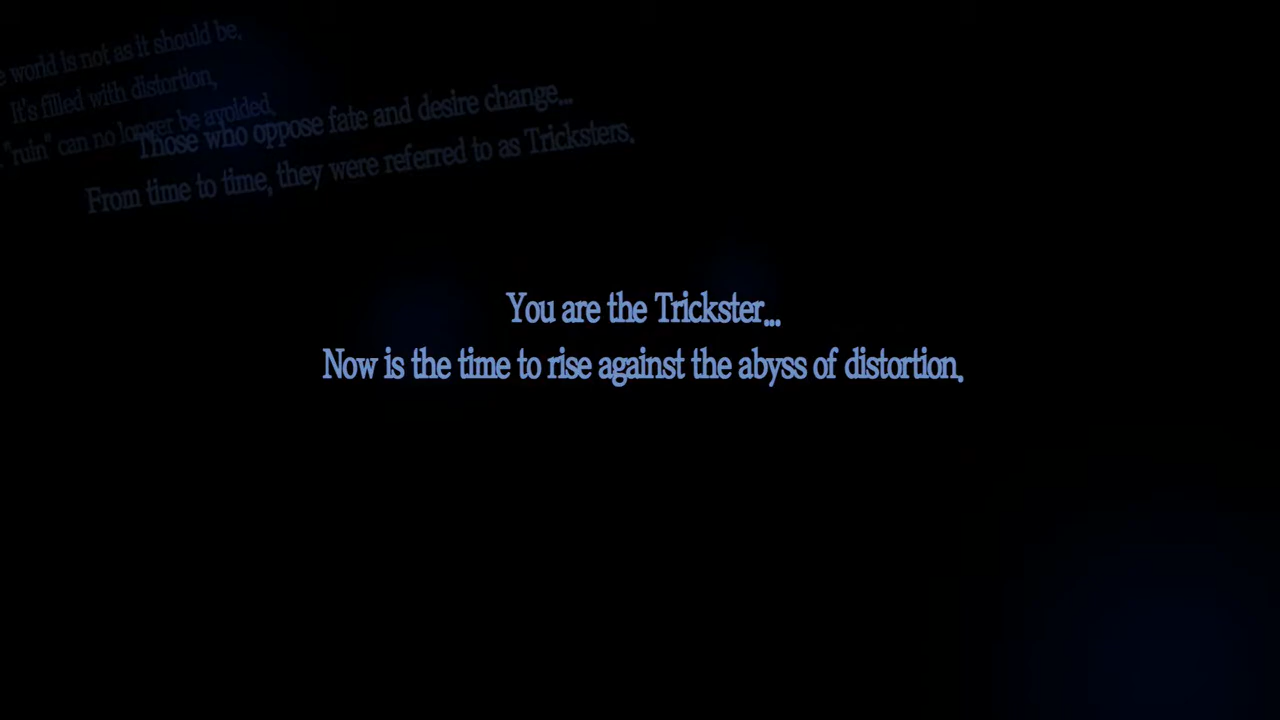 world is not as it should be.
It's filled with distortion,
"ruin" can no longer be avoided.
Those who oppose fate and desire change...
From time to time, they were referred to as Tricksters.
You are the Trickster...
Now is the time to rise against the abyss of distortion.